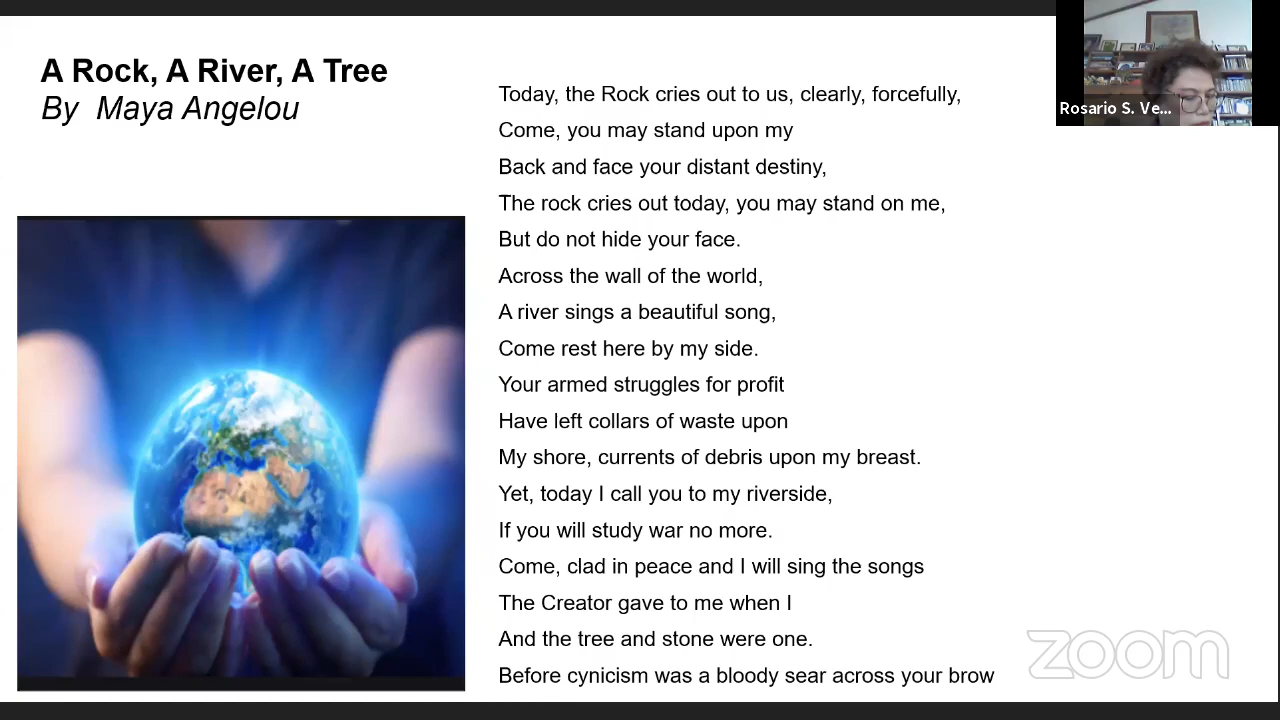 A Rock, A River, A Tree
By Maya Angelou
Today, the Rock cries out to us, clearly, forcefully,
Come, you may stand upon my
Back and face your distant destiny,
The rock cries out today, you may stand on me,
But do not hide your face.
Across the wall of the world,
A river sings a beautiful song,
Come rest here by my side.
Your armed struggles for profit
Have left collars of waste upon
My shore, currents of debris upon my breast.
Yet, today I call you to my riverside,
If you will study war no more.
Come, clad in peace and I will sing the songs
The Creator gave to me when I
And the tree and stone were one.
Before cynicism was a bloody sear across your brow
Rosario S. Ve...
zoom